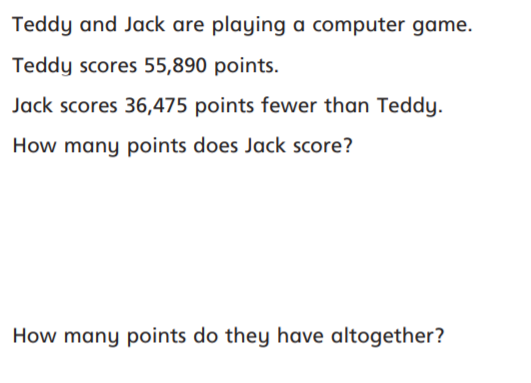 Teddy and Jack are playing a computer game.
Teddy scores 55,890 points.
Jack scores 36,475 points fewer than Teddy.
How many points does Jack score?
How many points do they have altogether?